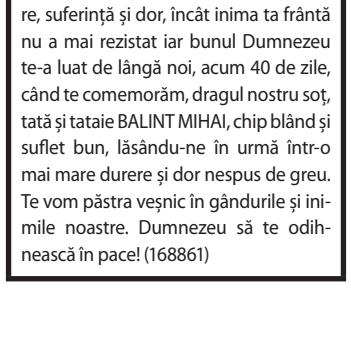 re, suferință și dor, încât inima ta frântă
nu a mai rezistat iar bunul Dumnezeu
te-a luat de lângă noi, acum 40 de zile,
când te comemorăm, dragul nostru soț,
tată și tataie BALINT MIHAI, chip blând și
suflet bun, lăsându-ne în urmă într-o
mai mare durere și dor nespus de greu.
Te vom păstra veșnic în gândurile și ini-
mile noastre. Dumnezeu să te odih-
nească în pace! (168861)